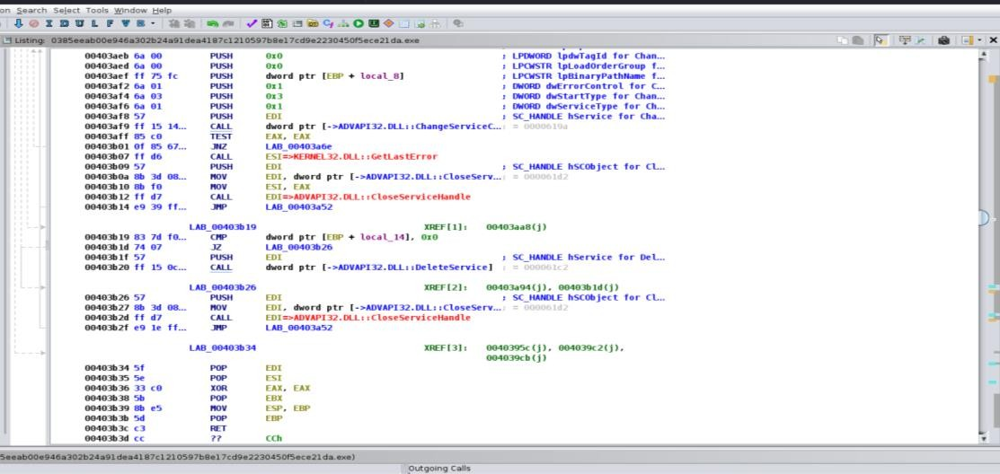 on Search Select Tools Window Help
I D U L F V B
Listing: 0385eeab00e946a302b24a91dea4187c1210597b8e17cd9e2230450f5ece21da.exe
00403aeb 6a 00 PUSH 0x0 ; LPDWORD lpdwTagId for Chan...
00403aed 6a 00 PUSH 0x0 ; LPCWSTR lpLoadOrderGroup f...
00403aef ff 75 fc PUSH dword ptr [EBP + local_8] ; LPCWSTR lpBinaryPathName f...
00403af2 6a 01 PUSH 0x1 ; DWORD dwErrorControl for C...
00403af4 6a 03 PUSH 0x3 ; DWORD dwStartType for Chan...
00403af6 6a 01 PUSH 0x1 ; DWORD dwServiceType for Ch...
00403af8 57 PUSH EDI ; SC_HANDLE hService for Cha...
00403af9 ff 15 14... CALL dword ptr [->ADVAPI32.DLL::ChangeServiceC...; = 0000619a
00403aff 85 c0 TEST EAX, EAX
00403b01 0f 85 67... JNZ LAB_00403a6e
00403b07 ff d6 CALL ESI=>KERNEL32.DLL::GetLastError
00403b09 57 PUSH EDI ; SC_HANDLE hSCObject for Cl...
00403b0a 8b 3d 08... MOV EDI, dword ptr [->ADVAPI32.DLL::CloseServ...; = 000061d2
00403b10 8b f0 MOV ESI, EAX
00403b12 ff d7 CALL EDI=>ADVAPI32.DLL::CloseServiceHandle
00403b14 e9 39 ff... JMP LAB_00403a52
LAB_00403b19 XREF[1]: 00403aa8(j)
00403b19 83 7d f0... CMP dword ptr [EBP + local_14], 0x0
00403b1d 74 07 JZ LAB_00403b26
00403b1f 57 PUSH EDI ; SC_HANDLE hService for Del...
00403b20 ff 15 0c... CALL dword ptr [->ADVAPI32.DLL::DeleteService] ; = 000061c2
LAB_00403b26 XREF[2]: 00403a94(j), 00403b1d(j)
00403b26 57 PUSH EDI ; SC_HANDLE hSCObject for Cl...
00403b27 8b 3d 08... MOV EDI, dword ptr [->ADVAPI32.DLL::CloseServ...; = 000061d2
00403b2d ff d7 CALL EDI=>ADVAPI32.DLL::CloseServiceHandle
00403b2f e9 1e ff... JMP LAB_00403a52
LAB_00403b34 XREF[3]: 0040395c(j), 004039c2(j),
004039cb(j)
00403b34 5f POP EDI
00403b35 5e POP ESI
00403b36 33 c0 XOR EAX, EAX
00403b38 5b POP EBX
00403b39 8b e5 MOV ESP, EBP
00403b3b 5d POP EBP
00403b3c c3 RET
00403b3d cc ?? CCh
5eeab00e946a302b24a91dea4187c1210597b8e17cd9e2230450f5ece21da.exe)
Outgoing Calls